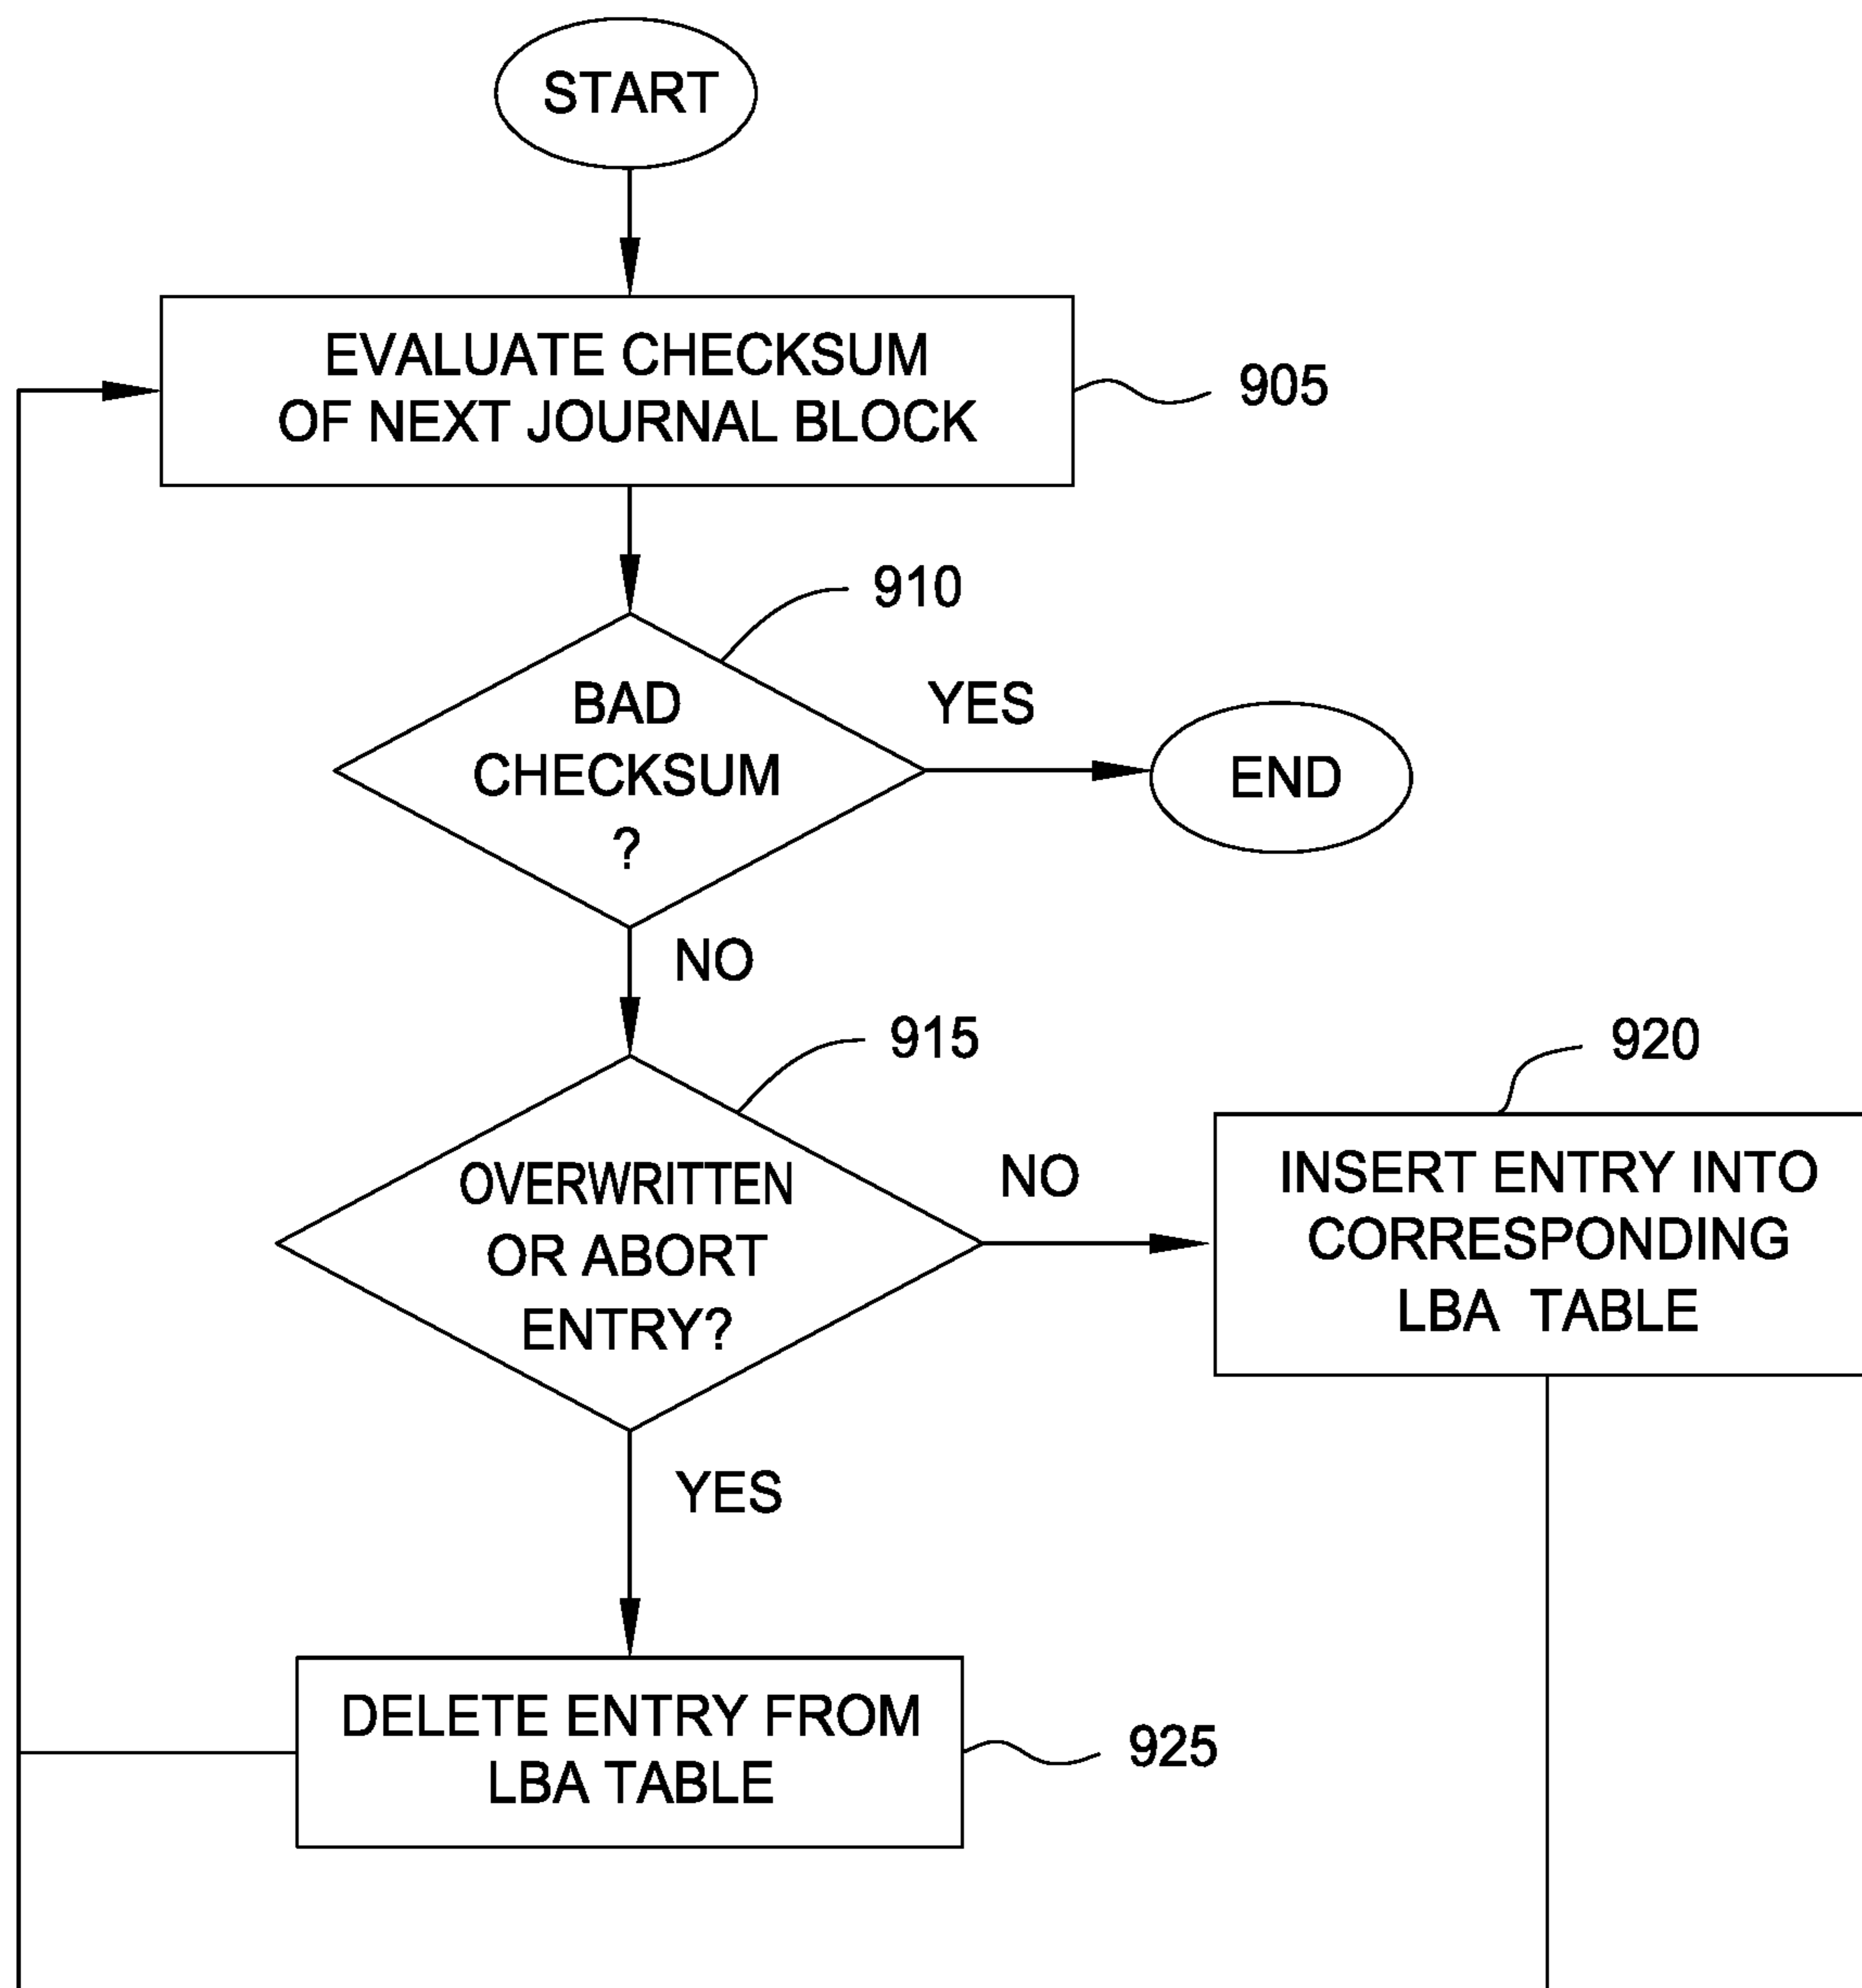 START
EVALUATE CHECKSUM
OF NEXT JOURNAL BLOCK
905
910
BAD
CHECKSUM
?
YES
END
NO
915
920
OVERWRITTEN
OR ABORT
ENTRY?
NO
INSERT ENTRY INTO
CORRESPONDING
LBA TABLE
YES
DELETE ENTRY FROM
LBA TABLE
925